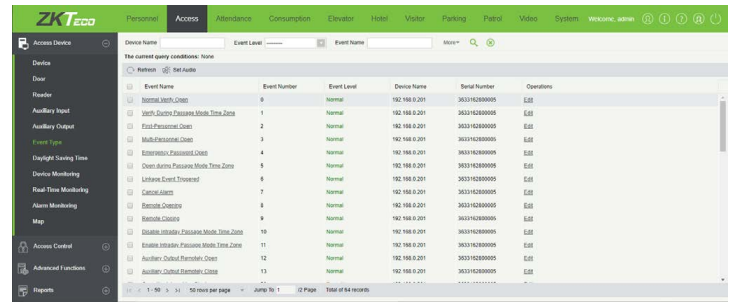 ZKTeco Personnel Access Attendance Consumption Elevator Hotel Visitor Parking Patrol Video System Welcome, admin
Access Device
Device
Door
Reader
Auxiliary Input
Auxiliary Output
Event Type
Daylight Saving Time
Device Monitoring
Real-Time Monitoring
Alarm Monitoring
Map
Access Control
Advanced Functions
Reports
Device Name Event Level -------- Event Name More
The current query conditions: None
Refresh Set Audio
Event Name Event Number Event Level Device Name Serial Number Operations
Normal Verify Open 0 Normal 192.168.0.201 3633162800005 Edit
Verify During Passage Mode Time Zone 1 Normal 192.168.0.201 3633162800005 Edit
First-Personnel Open 2 Normal 192.168.0.201 3633162800005 Edit
Multi-Personnel Open 3 Normal 192.168.0.201 3633162800005 Edit
Emergency Password Open 4 Normal 192.168.0.201 3633162800005 Edit
Open during Passage Mode Time Zone 5 Normal 192.168.0.201 3633162800005 Edit
Linkage Event Triggered 6 Normal 192.168.0.201 3633162800005 Edit
Cancel Alarm 7 Normal 192.168.0.201 3633162800005 Edit
Remote Opening 8 Normal 192.168.0.201 3633162800005 Edit
Remote Closing 9 Normal 192.168.0.201 3633162800005 Edit
Disable Intraday Passage Mode Time Zone 10 Normal 192.168.0.201 3633162800005 Edit
Enable Intraday Passage Mode Time Zone 11 Normal 192.168.0.201 3633162800005 Edit
Auxiliary Output Remotely Open 12 Normal 192.168.0.201 3633162800005 Edit
Auxiliary Output Remotely Close 13 Normal 192.168.0.201 3633162800005 Edit
1 - 50 50 rows per page Jump To 1 /2 Page Total of 94 records